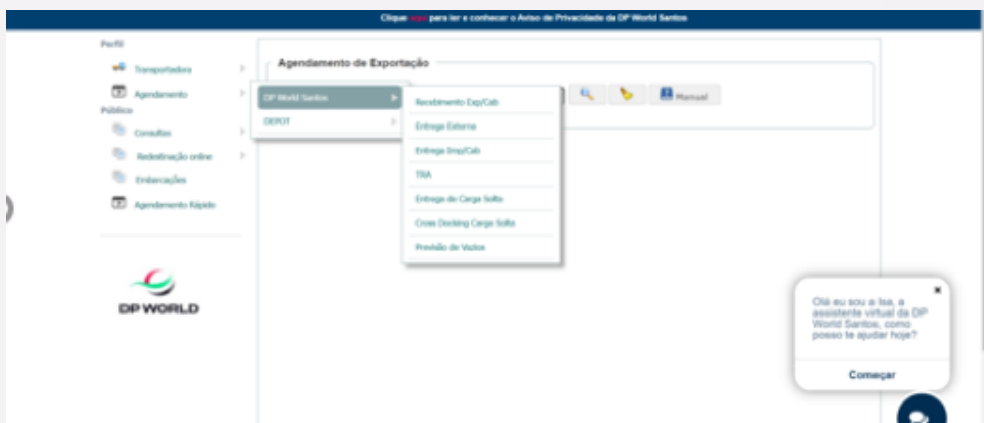 Clique aqui para ler e conhecer o Aviso de Privacidade da DP World Santos
Perfil
Transportadora
Agendamento
Público
Consultas
Redestinação online
Embarcações
Agendamento Rápido
DP WORLD
Agendamento de Exportação
Manual
DP World Santos
DEPOT
Recebimento Exp/Cab
Entrega Externa
Entrega Imp/Cab
TRA
Entrega de Carga Solta
Cross Docking Carga Solta
Previsão de Vazios
Olá eu sou a Isa, a
assistente virtual da DP
World Santos, como
posso te ajudar hoje?
Começar